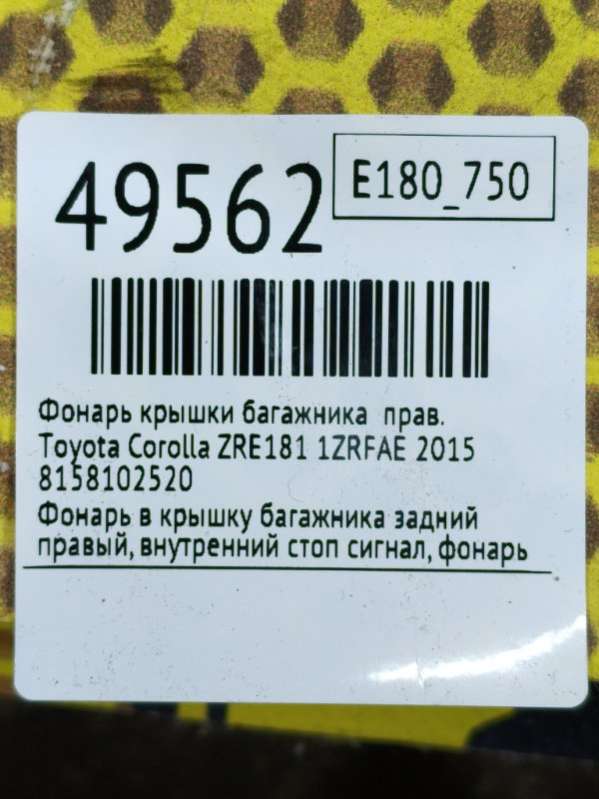 49562
E180_750
Фонарь крышки багажника прав.
Toyota Corolla ZRE181 1ZRFAE 2015
8158102520
Фонарь в крышку багажника задний
правый, внутренний стоп сигнал, фонарь